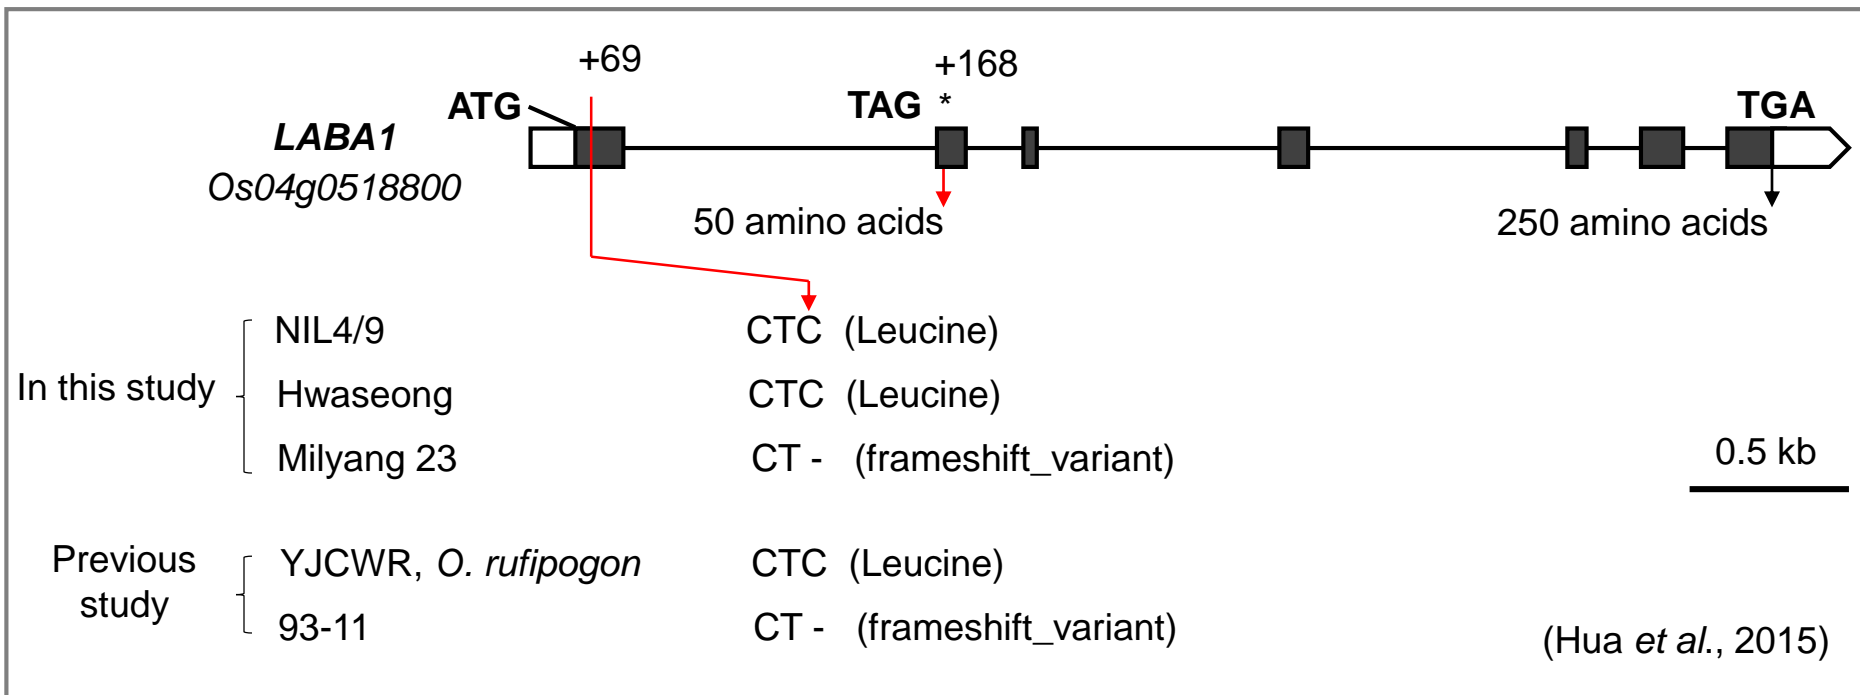 +69
+168
ATG
TAG *
TGA
LABA1
Os04g0518800
50 amino acids
250 amino acids
In this study
NIL4/9 CTC (Leucine)
Hwaseong CTC (Leucine)
Milyang 23 CT - (frameshift_variant)
0.5 kb
Previous study
YJCWR, O. rufipogon CTC (Leucine)
93-11 CT - (frameshift_variant)
(Hua et al., 2015)